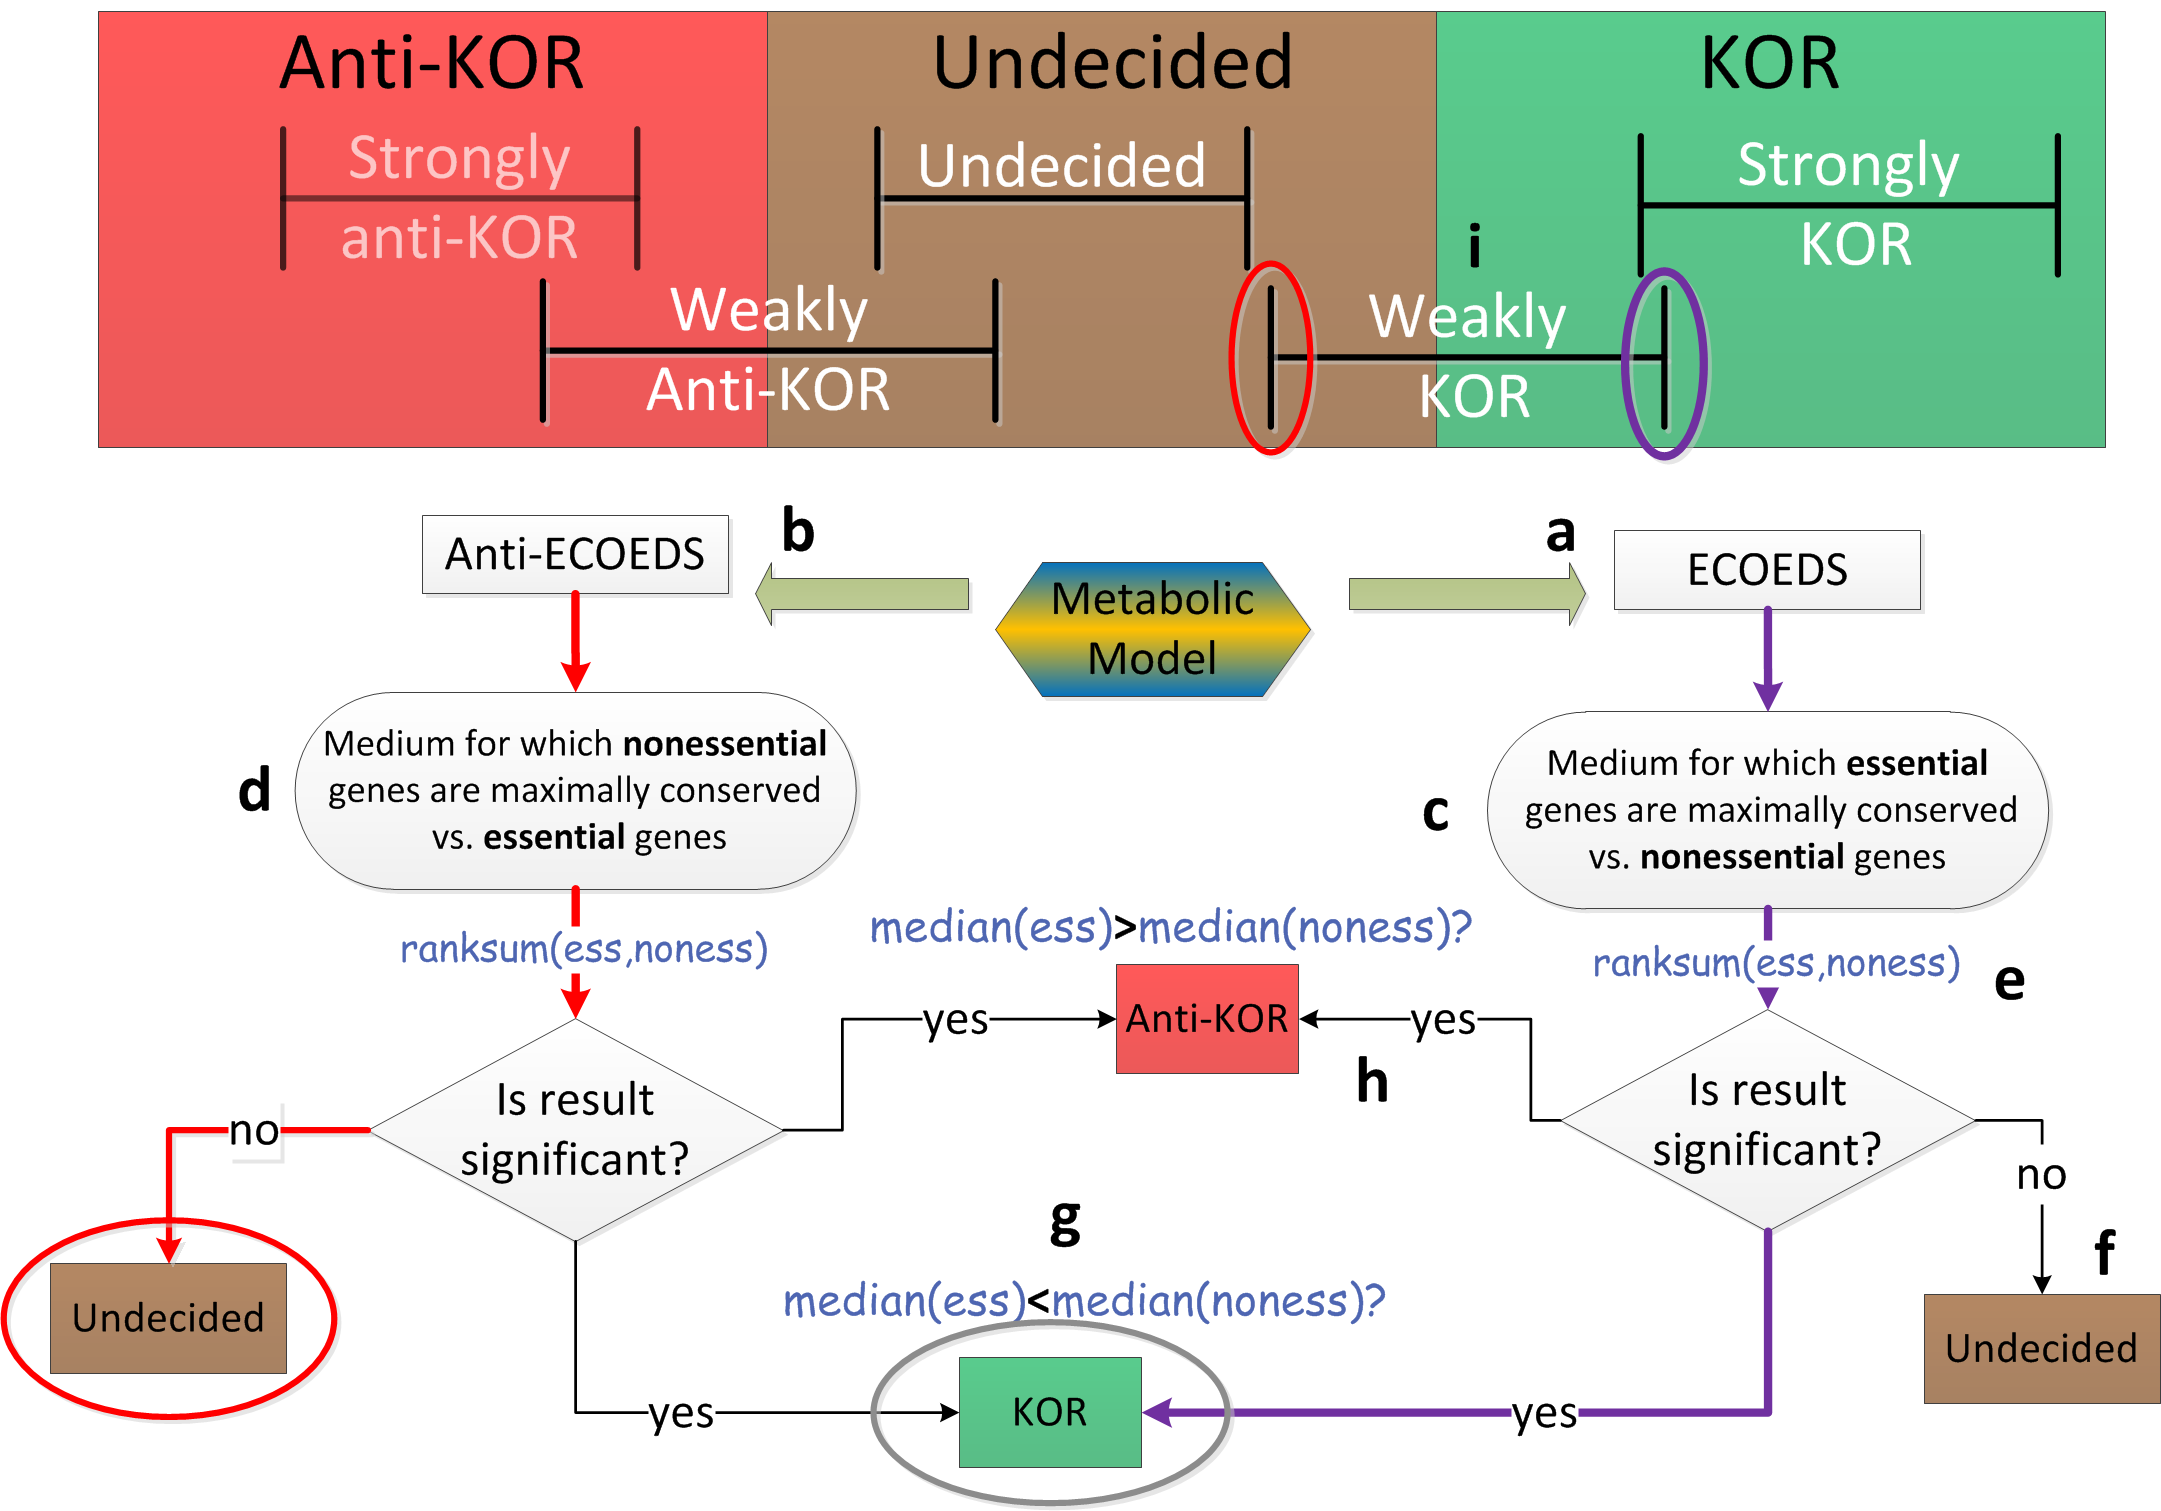 Anti-KOR
Undecided
KOR
Strongly
anti-KOR
Undecided
Strongly
KOR
i
Weakly
Anti-KOR
Weakly
KOR
b
a
Anti-ECOEDS
ECOEDS
Metabolic
Model
d
Medium for which nonessential
genes are maximally conserved
vs. essential genes
c
Medium for which essential
genes are maximally conserved
vs. nonessential genes
ranksum(ess,noness)
median(ess)>median(noness)?
ranksum(ess,noness)
e
yes
Anti-KOR
yes
h
Is result
significant?
Is result
significant?
no
no
g
f
Undecided
median(ess)<median(noness)?
Undecided
yes
KOR
yes